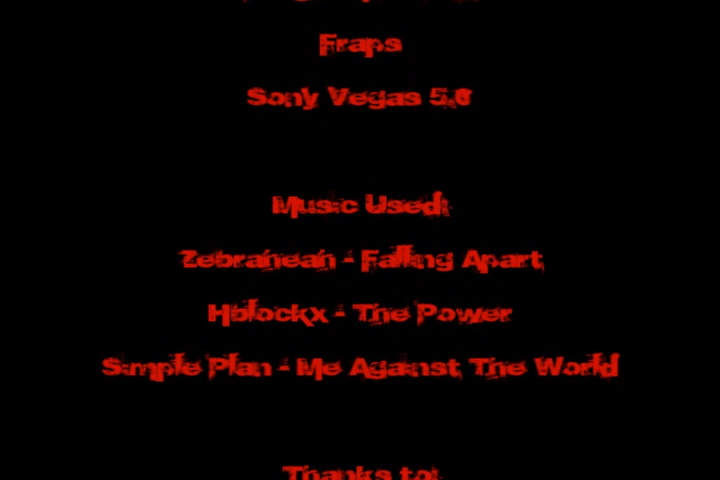 Fraps
Sony Vegas 5.0
Music Used:
Zebrahead - Falling Apart
Hblockx - The Power
Simple Plan - Me Against The World
Thanks to: